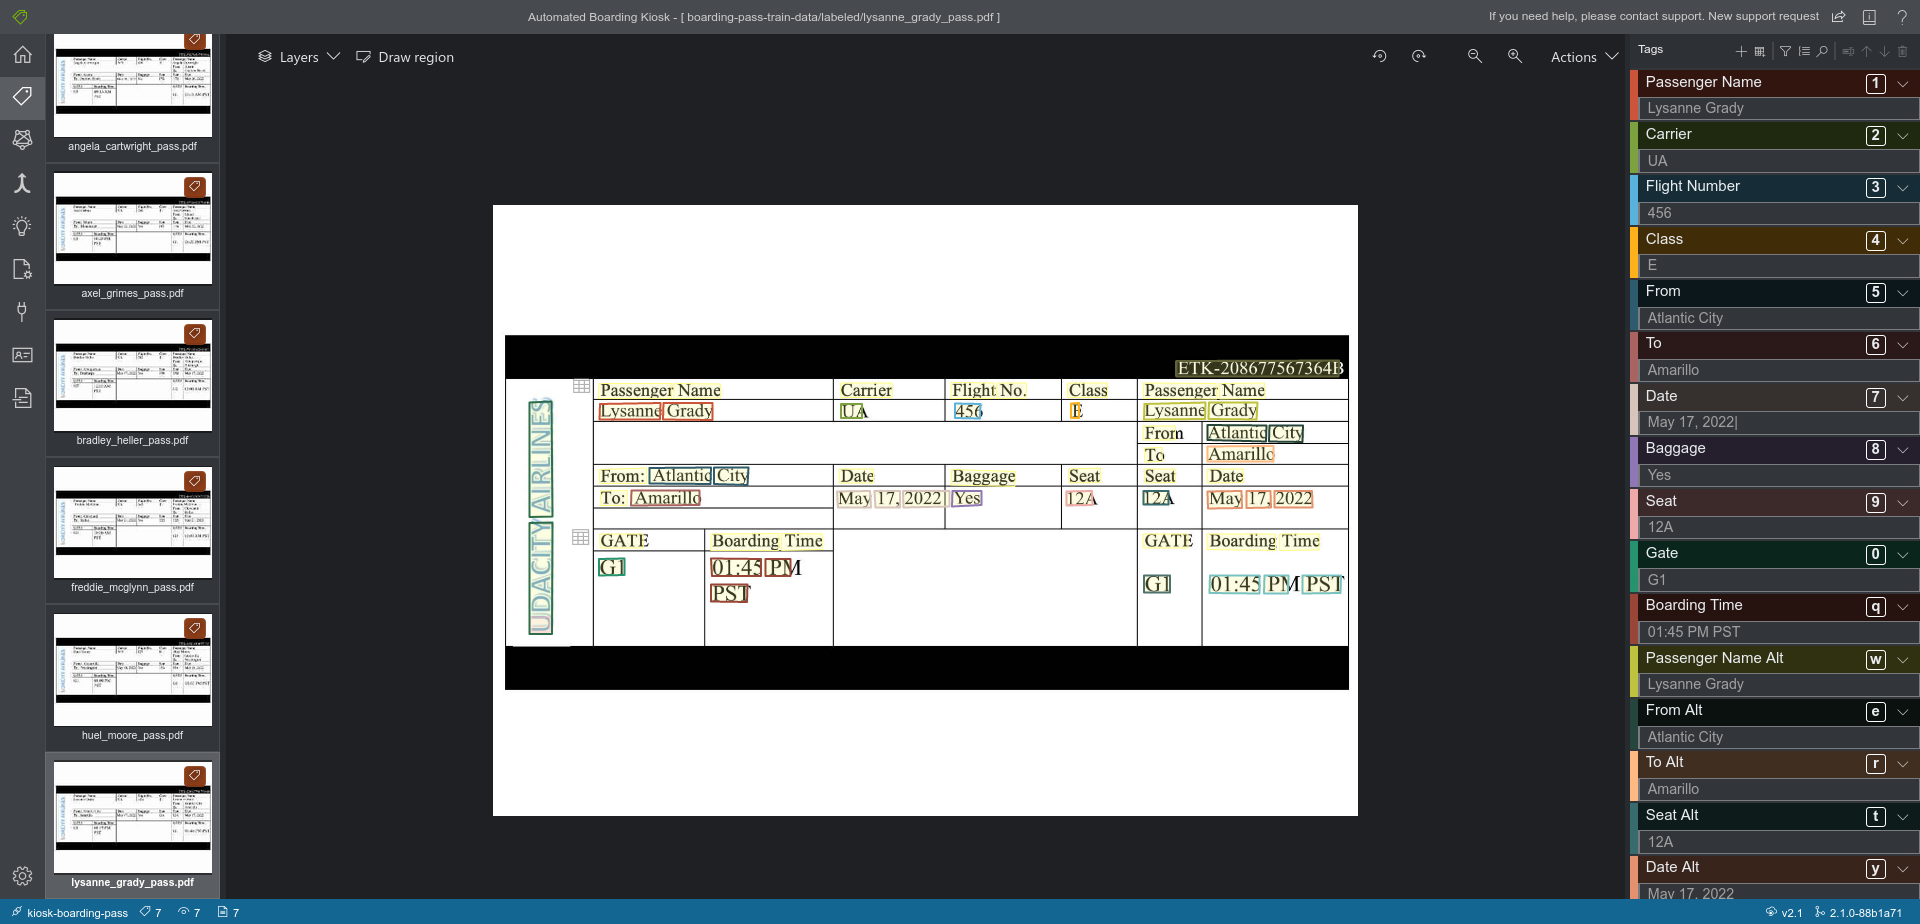 Automated Boarding Kiosk - [ boarding-pass-train-data/labeled/lysanne_grady_pass.pdf ]
If you need help, please contact support. New support request
Layers
Draw region
Actions
angela_cartwright_pass.pdf
axel_grimes_pass.pdf
bradley_heller_pass.pdf
freddie_mcglynn_pass.pdf
huel_moore_pass.pdf
lysanne_grady_pass.pdf
ETK-208677567364B
UDACITY AIRLINES
Passenger Name Carrier Flight No. Class Passenger Name
Lysanne Grady UA 456 E Lysanne Grady
From Atlantic City
To Amarillo
From: Atlantic City Date Baggage Seat Seat Date
To: Amarillo May 17, 2022 Yes 12A 12A May 17, 2022
GATE Boarding Time GATE Boarding Time
G1 01:45 PM
PST
G1 01:45 PM PST
Tags
Passenger Name 1
Lysanne Grady
Carrier 2
UA
Flight Number 3
456
Class 4
E
From 5
Atlantic City
To 6
Amarillo
Date 7
May 17, 2022|
Baggage 8
Yes
Seat 9
12A
Gate 0
G1
Boarding Time q
01:45 PM PST
Passenger Name Alt w
Lysanne Grady
From Alt e
Atlantic City
To Alt r
Amarillo
Seat Alt t
12A
Date Alt y
May 17, 2022
kiosk-boarding-pass 7 7 7
v2.1 2.1.0-88b1a71